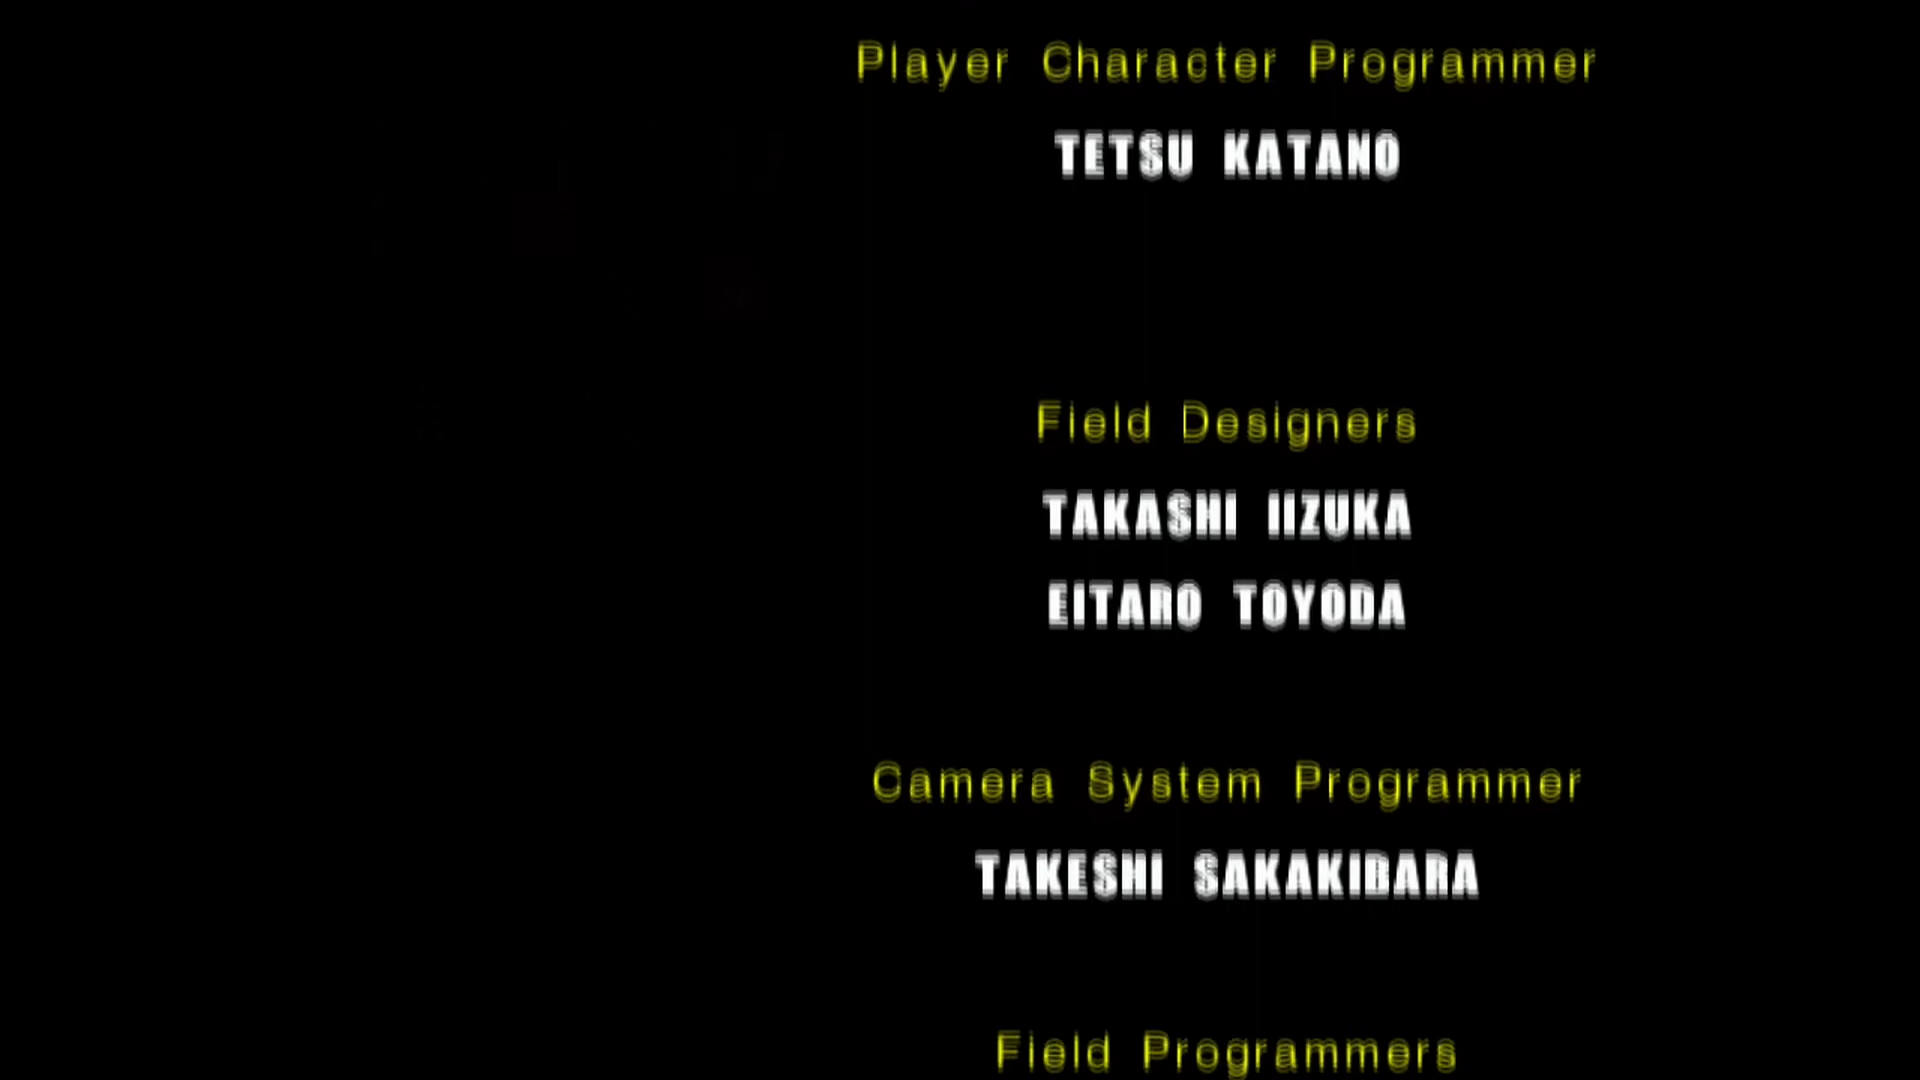 Player Character Programmer
TETSU KATANO
Field Designers
TAKASHI IIZUKA
EITARO TOYODA
Camera System Programmer
TAKESHI SAKAKIBARA
Field Programmers